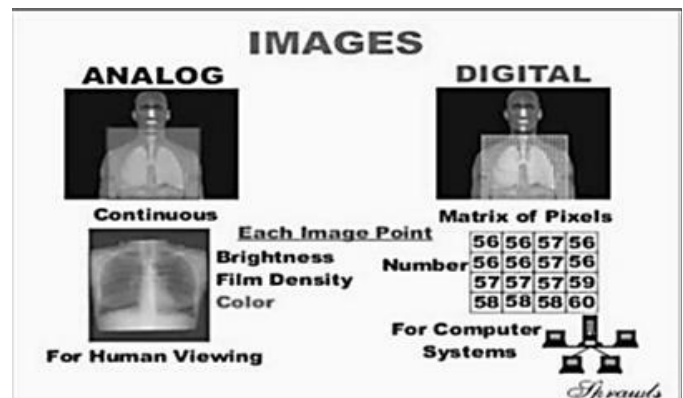 IMAGES
ANALOG
DIGITAL
Continuous
Matrix of Pixels
Each Image Point
Brightness
Film Density
Color
Number
56 56 57 56
56 56 57 56
57 57 57 59
58 58 58 60
For Human Viewing
For Computer
Systems